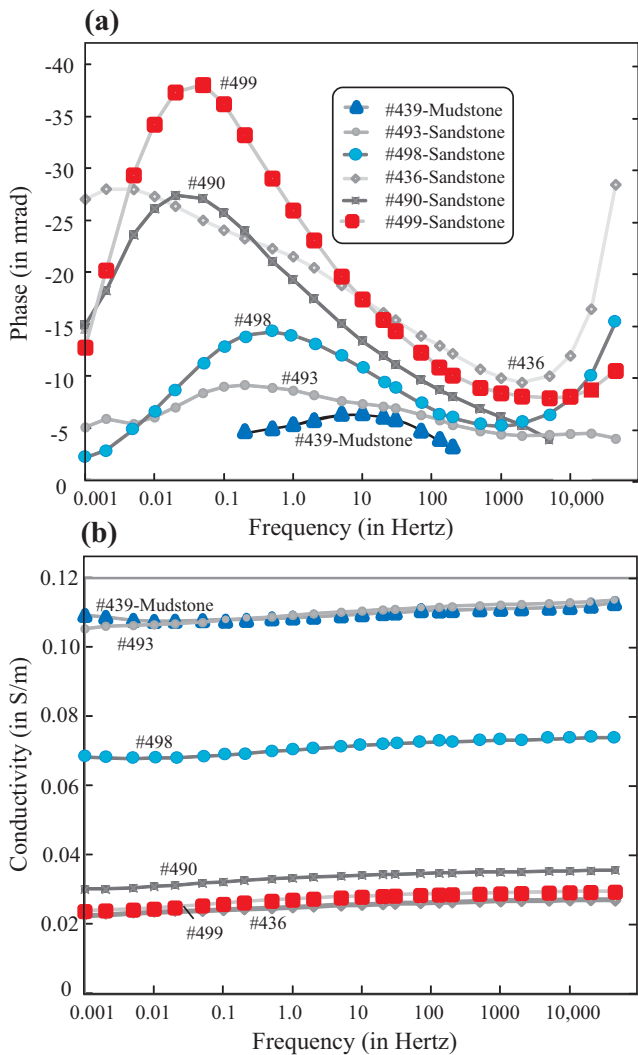 (a)
-40
-35
-30
-25
-20
-15
-10
-5
0
Phase (in mrad)
#499
#490
#498
#493
#436
#439-Mudstone
#439-Mudstone
#493-Sandstone
#498-Sandstone
#436-Sandstone
#490-Sandstone
#499-Sandstone
0.001 0.01 0.1 1.0 10 100 1000 10,000
Frequency (in Hertz)
(b)
0.12
0.10
0.08
0.06
0.04
0.02
0
Conductivity (in S/m)
#439-Mudstone
#493
#498
#490
#499
#436
0.001 0.01 0.1 1.0 10 100 1000 10,000
Frequency (in Hertz)